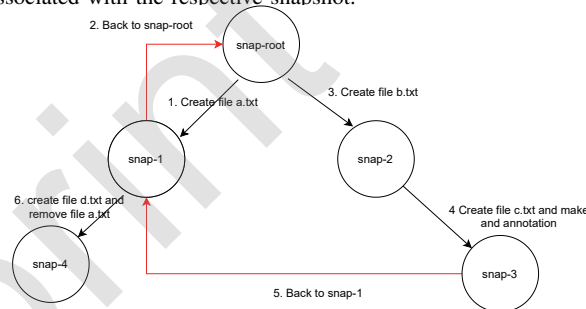 ssociated with the respective snapshot.
2. Back to snap-root
snap-root
3. Create file b.txt
1. Create file a.txt
snap-1
snap-2
6. create file d.txt and
remove file a.txt
4 Create file c.txt and make
and annotation
snap-4
snap-3
5. Back to snap-1
print